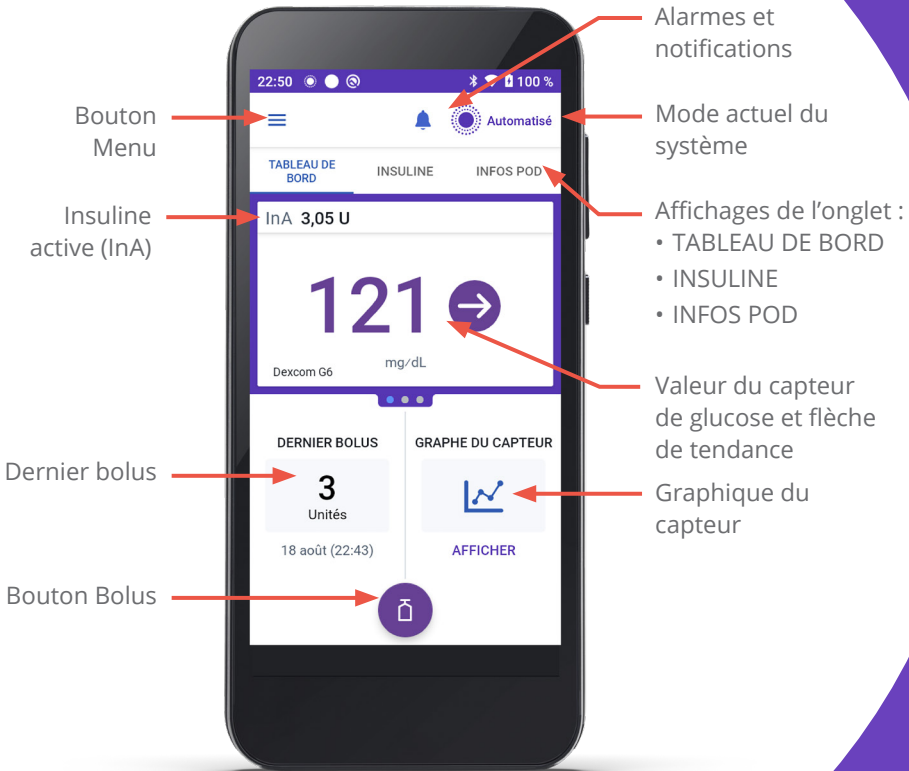 Alarmes et
notifications
22:50
100 %
Bouton
Menu
Automatisé
Mode actuel du
système
TABLEAU DE
BORD
INSULINE
INFOS POD
Insuline
active (InA)
InA 3,05 U
Affichages de l’onglet :
• TABLEAU DE BORD
• INSULINE
• INFOS POD
121
mg/dL
Dexcom G6
Valeur du capteur
de glucose et flèche
de tendance
DERNIER BOLUS
GRAPHE DU CAPTEUR
Dernier bolus
3
Unités
Graphique du
capteur
18 août (22:43)
AFFICHER
Bouton Bolus